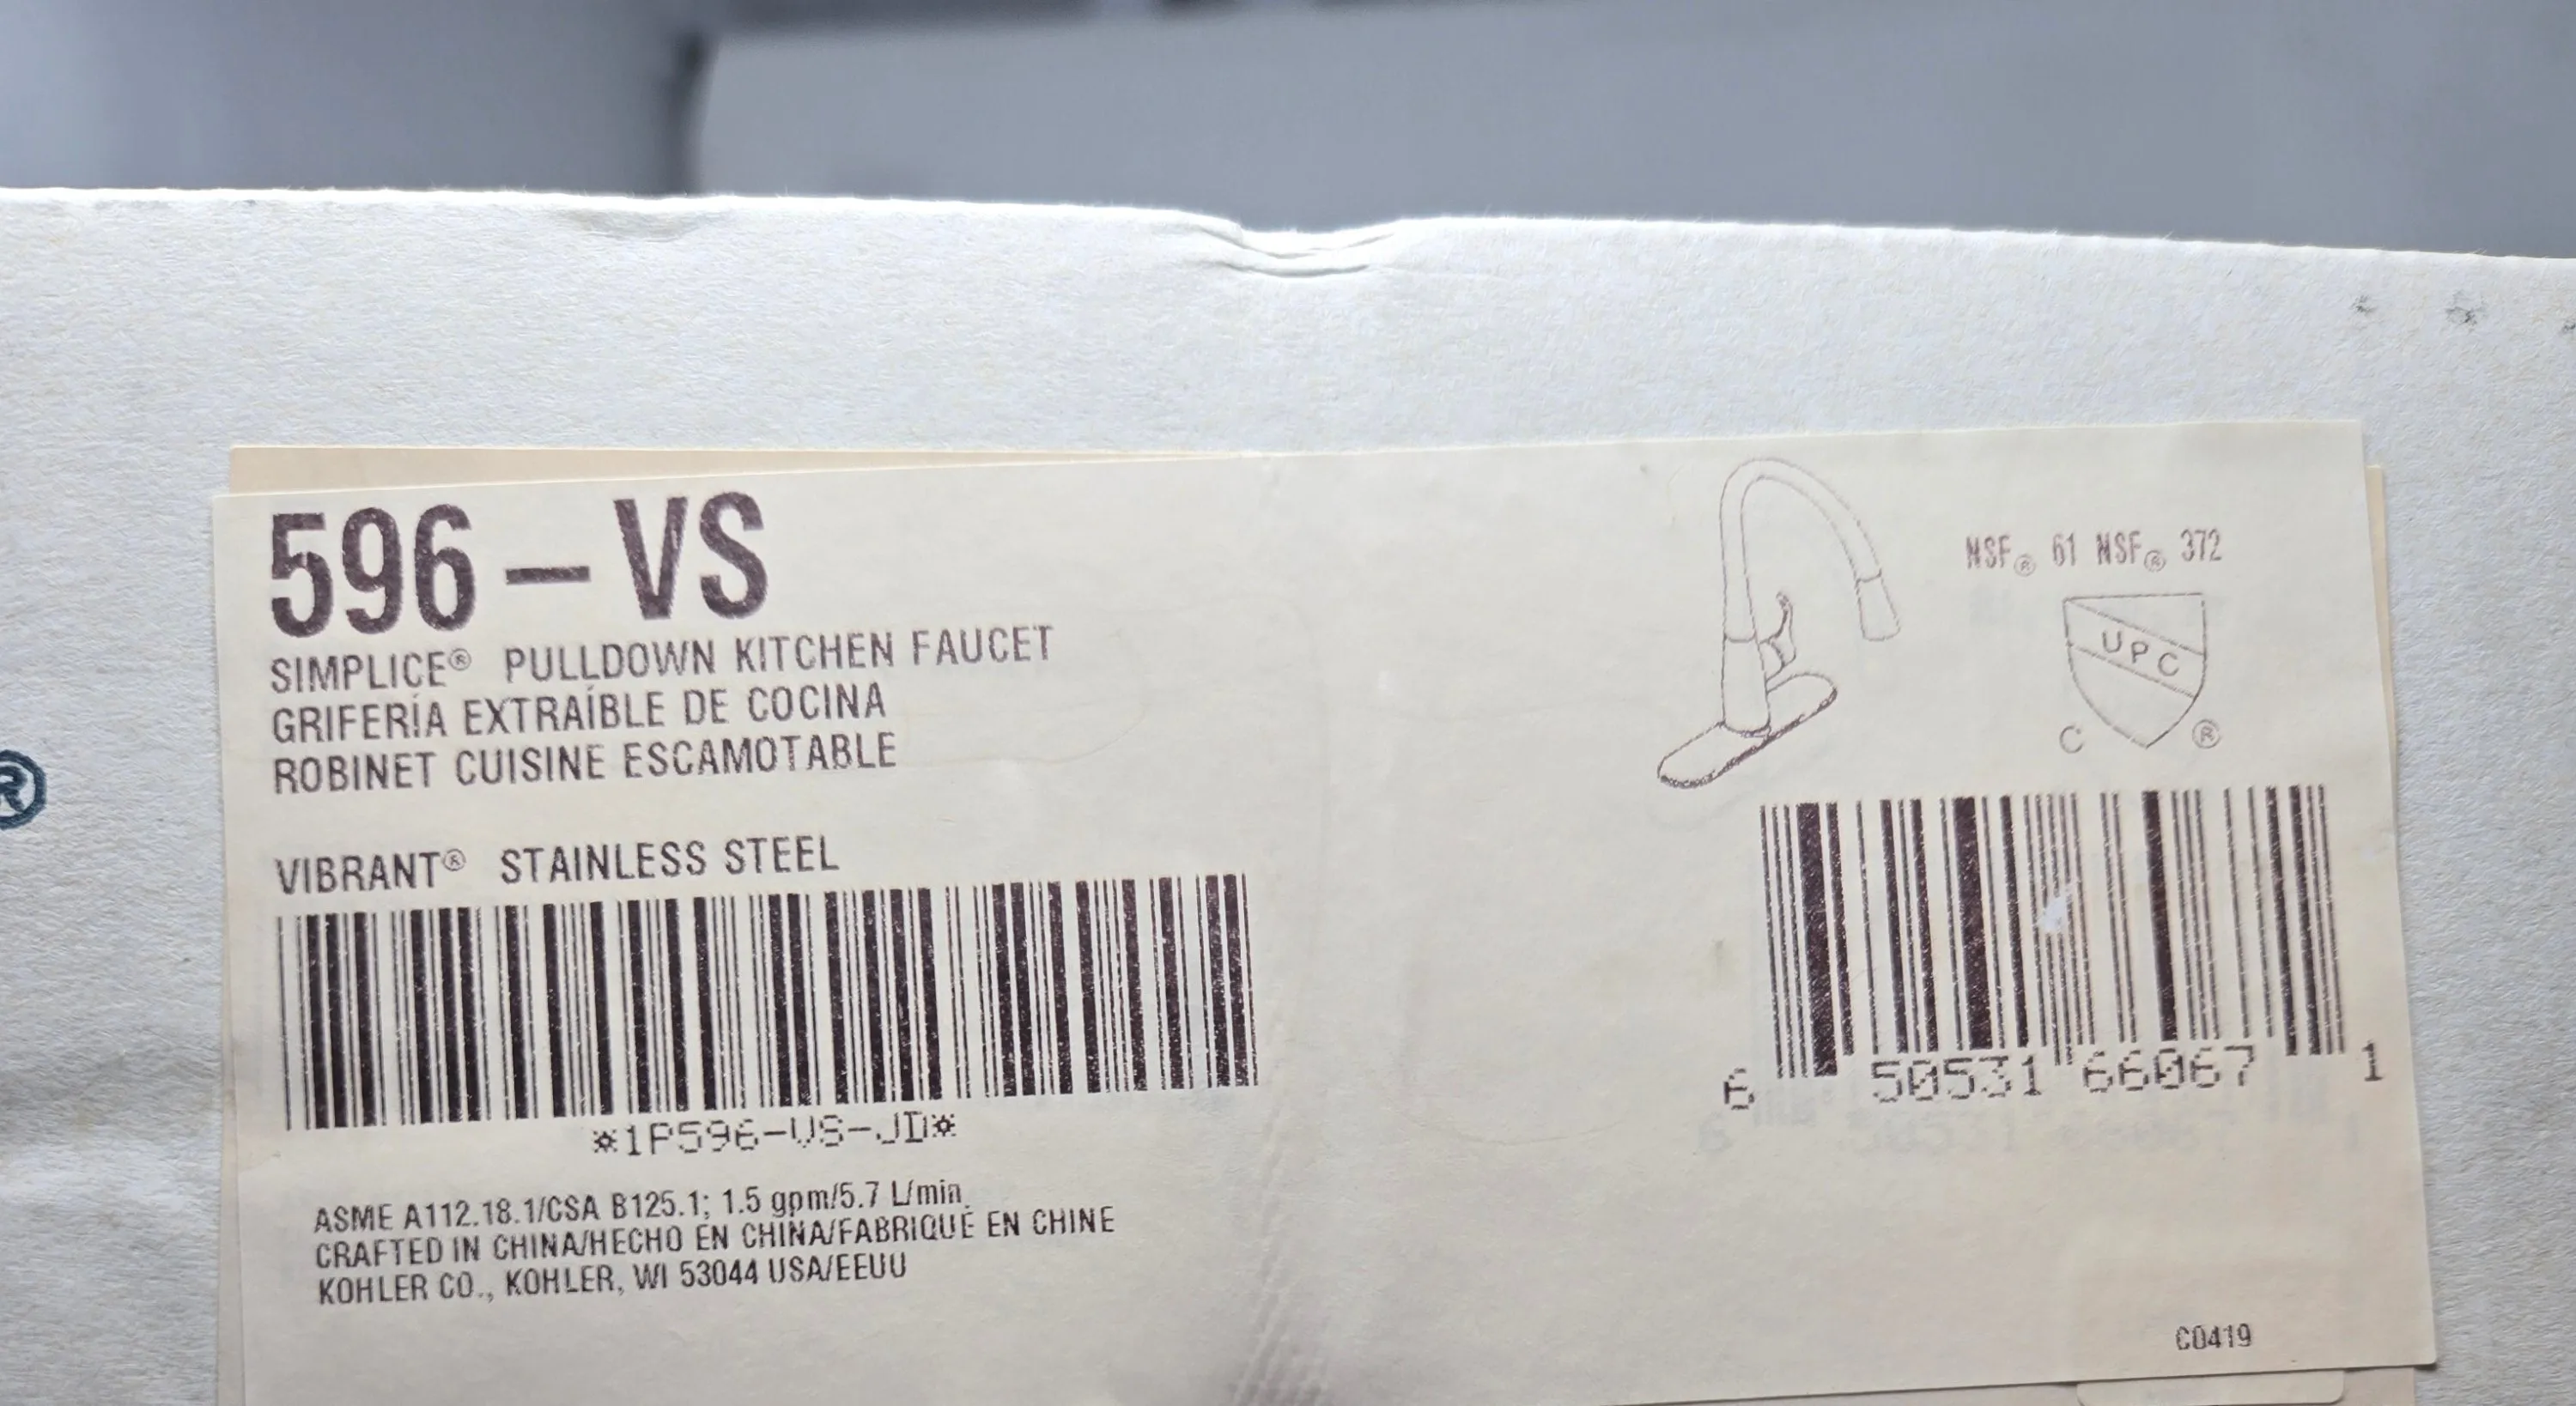 ®
596-VS
SIMPLICE® PULLDOWN KITCHEN FAUCET
GRIFERÍA EXTRAÍBLE DE COCINA
ROBINET CUISINE ESCAMOTABLE
VIBRANT® STAINLESS STEEL
*1P596-VS-JD*
ASME A112.18.1/CSA B125.1; 1.5 gpm/5.7 L/min
CRAFTED IN CHINA/HECHO EN CHINA/FABRIQUÉ EN CHINE
KOHLER CO., KOHLER, WI 53044 USA/EEUU
NSF® 61 NSF® 372
UPC
C ®
6 50531 66067 1
C0419